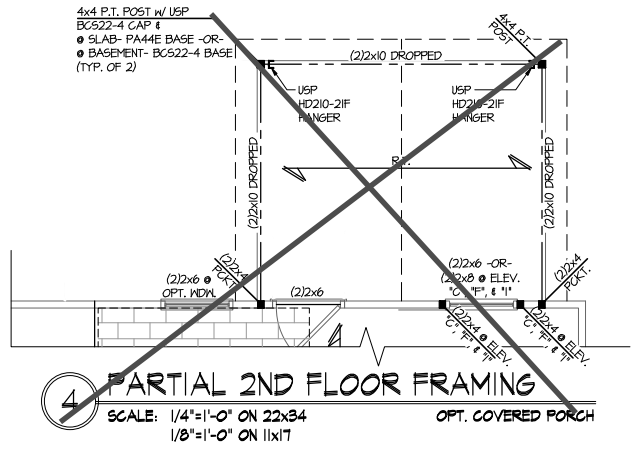 4x4 P.T. POST W/ USP
BCS22-4 CAP &
@ SLAB- PA44E BASE -OR-
@ BASEMENT- BCS22-4 BASE
(TYP. OF 2)
4x4 P.T.
POST
(2)2x10 DROPPED
USP
HD210-2IF
HANGER
USP
HD210-2IF
HANGER
R.T.
(2)2x10 DROPPED
(2)2x10 DROPPED
(2)2x4
PCKT.
(2)2x6 @
OPT. WDW.
(2)2x6
(2)2x6 -OR-
(2)2x8 @ ELEV.
"C", "F", & "I"
(2)2x4
PCKT.
(2)2x4 @ ELEV.
"C", "F", & "I"
(2)2x4 @ ELEV.
"C", "F", & "I"
4
PARTIAL 2ND FLOOR FRAMING
SCALE: 1/4"=1'-0" ON 22x34
1/8"=1'-0" ON 11x17
OPT. COVERED PORCH